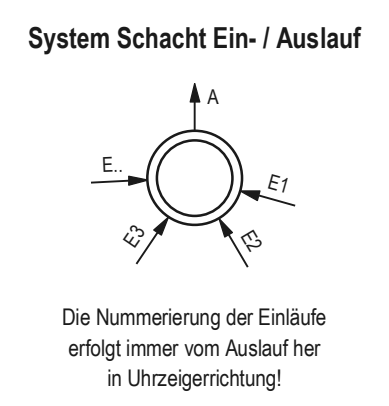 System Schacht Ein- / Auslauf
A
E..
E1
E3
E2
Die Nummerierung der Einläufe
erfolgt immer vom Auslauf her
in Uhrzeigerrichtung!